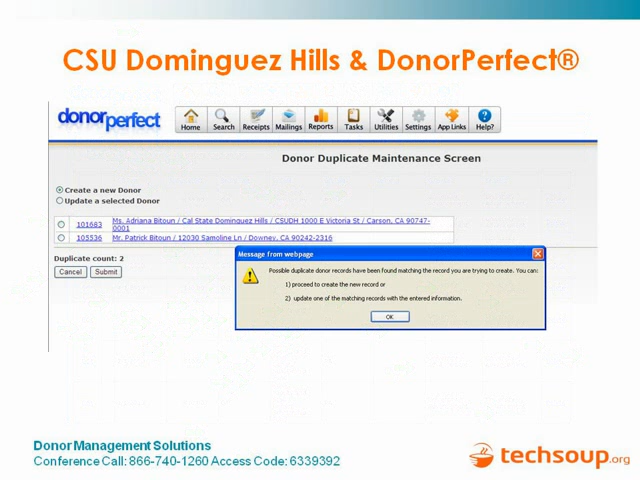 CSU Dominguez Hills & DonorPerfect®
donorperfect
Home Search Receipts Mailings Reports Tasks Utilities Settings App Links Help?
Donor Duplicate Maintenance Screen
Create a new Donor
Update a selected Donor
101683 Ms. Adriana Bitoun / Cal State Dominguez Hills / CSUDH 1000 E Victoria St / Carson, CA 90747-
0001
105536 Mr. Patrick Bitoun / 12030 Samoline Ln / Downey, CA 90242-2316
Duplicate count: 2
Cancel Submit
Message from webpage
Possible duplicate donor records have been found matching the record you are trying to create. You can:
1) proceed to create the new record or
2) update one of the matching records with the entered information.
OK
Donor Management Solutions
Conference Call: 866-740-1260 Access Code: 6339392
techsoup.org